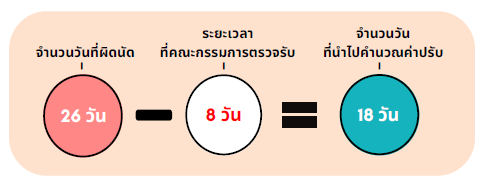 จำนวนวันที่ผิดนัด
ระยะเวลา
ที่คณะกรรมการตรวจรับ
จำนวนวัน
ที่นำไปคำนวณค่าปรับ
26 วัน
8 วัน
18 วัน